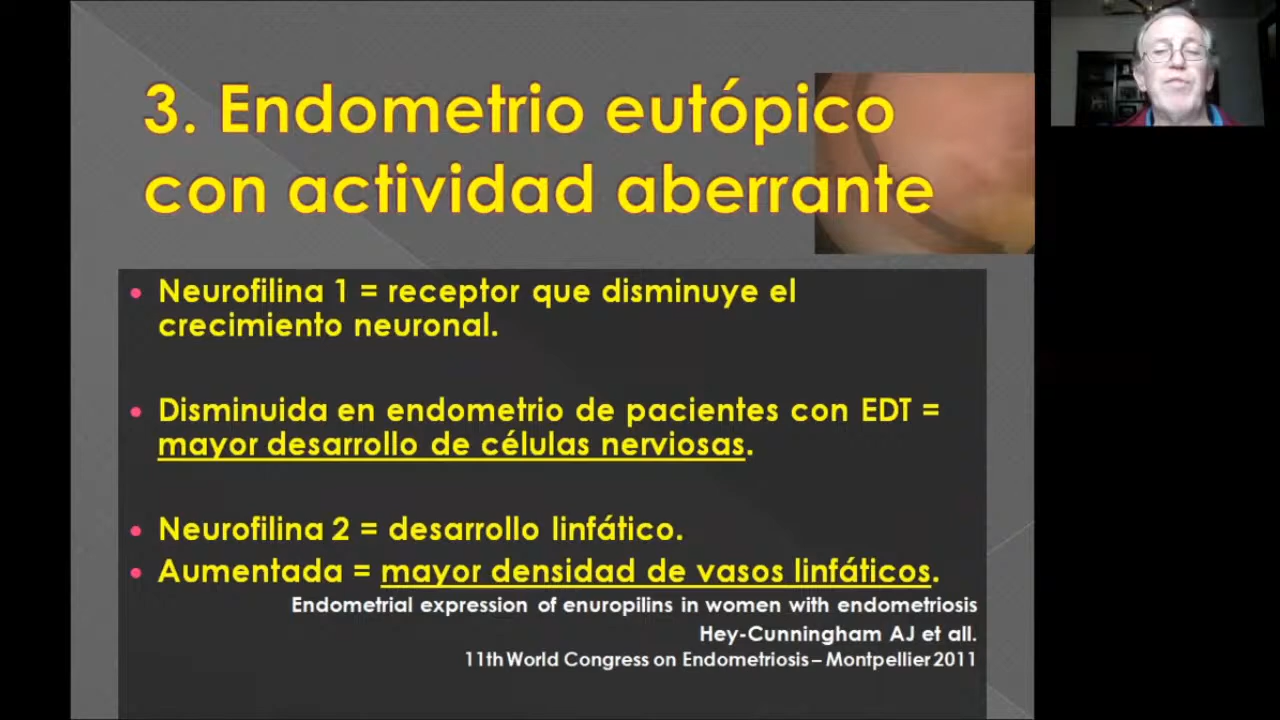 3. Endometrio eutópico
con actividad aberrante
• Neurofilina 1 = receptor que disminuye el
crecimiento neuronal.
• Disminuida en endometrio de pacientes con EDT =
mayor desarrollo de células nerviosas.
• Neurofilina 2 = desarrollo linfático.
• Aumentada = mayor densidad de vasos linfáticos.
Endometrial expression of enuropilins in women with endometriosis
Hey-Cunningham AJ et all.
11th World Congress on Endometriosis – Montpellier 2011